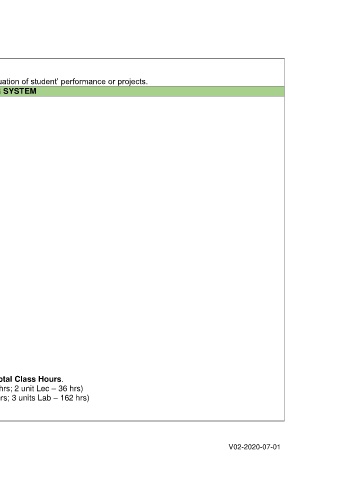 uation of student' performance or projects.
SYSTEM
otal Class Hours.
hrs; 2 unit Lec – 36 hrs)
rs; 3 units Lab – 162 hrs)
V02-2020-07-01